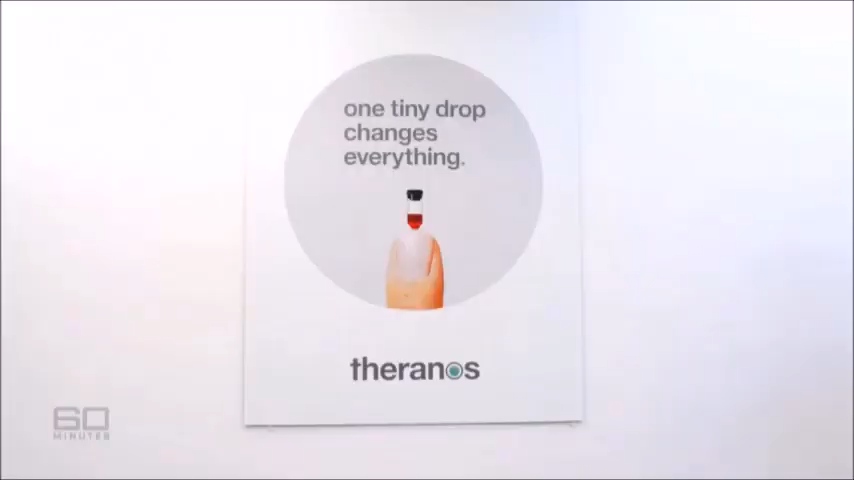 one tiny drop
changes
everything.
theranos
60
MINUTES